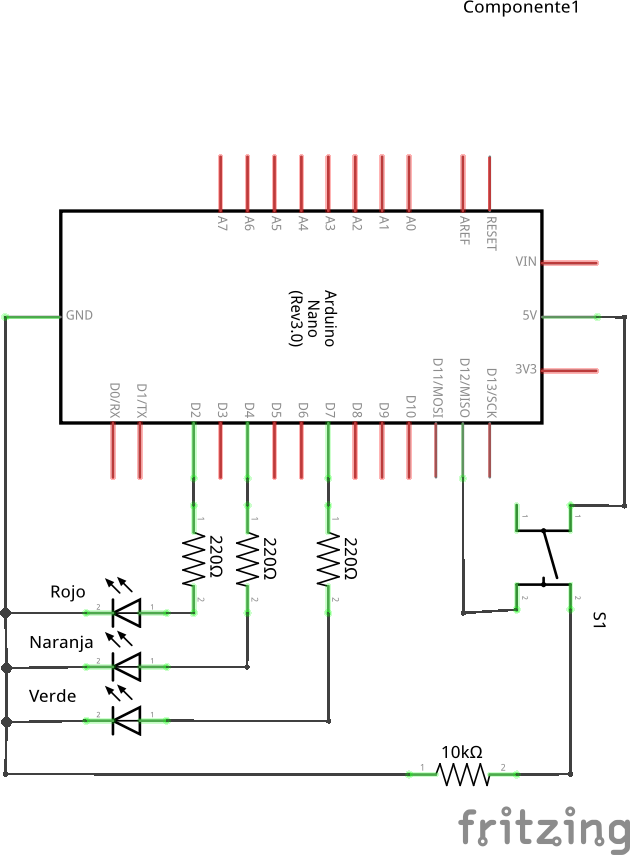 Componente1
A7
A6
A5
A4
A3
A2
A1
A0
AREF
RESET
VIN
GND
5V
Arduino
Nano
(Rev3.0)
3V3
D0/RX
D1/TX
D2
D3
D4
D5
D6
D7
D8
D9
D10
D11/MOSI
D12/MISO
D13/SCK
1
1
1
1
1
220Ω
220Ω
220Ω
2
2
2
2
2
Rojo
2
1
S1
Naranja
2
1
Verde
2
1
10kΩ
1
2
fritzing